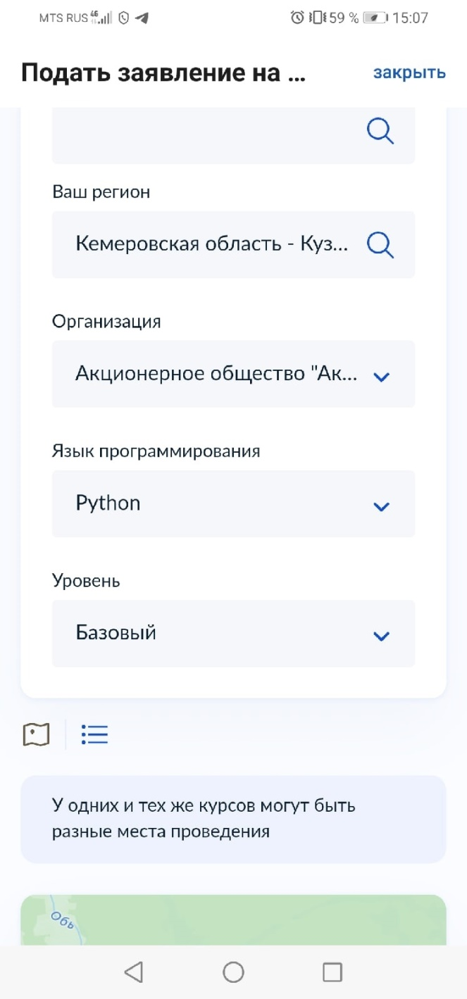 MTS RUS 4G 59 % 15:07
Подать заявление на ...
закрыть
Ваш регион
Кемеровская область - Куз...
Организация
Акционерное общество "Ак...
Язык программирования
Python
Уровень
Базовый
У одних и тех же курсов могут быть
разные места проведения
Обь